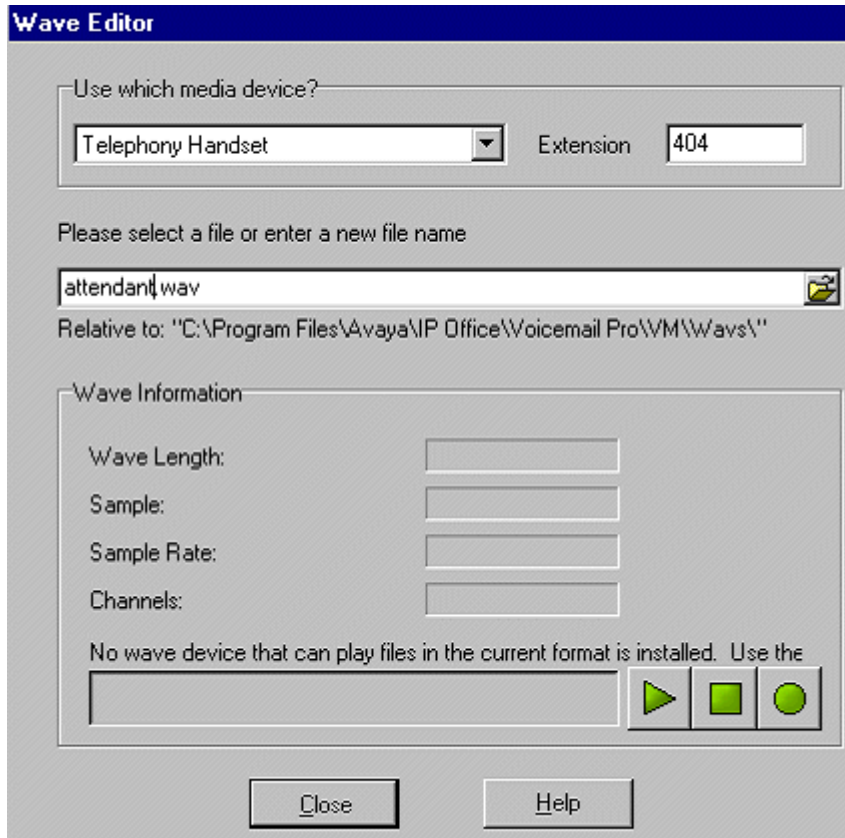 Wave Editor
Use which media device?
Telephony Handset
Extension
404
Please select a file or enter a new file name
attendant.wav
Relative to: "C:\Program Files\Avaya\IP Office\Voicemail Pro\VM\Wavs\"
Wave Information
Wave Length:
Sample:
Sample Rate:
Channels:
No wave device that can play files in the current format is installed. Use the
Close
Help